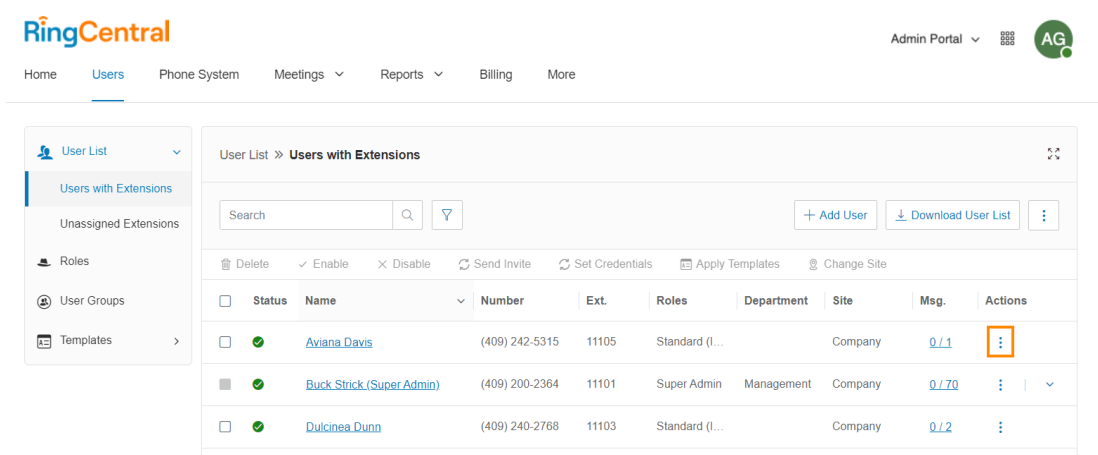 RingCentral
Admin Portal
AG
Home Users Phone System Meetings Reports Billing More
User List
Users with Extensions
Unassigned Extensions
Roles
User Groups
Templates
User List » Users with Extensions
Search
+ Add User
Download User List
Delete Enable Disable Send Invite Set Credentials Apply Templates Change Site
Status Name Number Ext. Roles Department Site Msg. Actions
Aviana Davis (409) 242-5315 11105 Standard (I... Company 0 / 1
Buck Strick (Super Admin) (409) 200-2364 11101 Super Admin Management Company 0 / 70
Dulcinea Dunn (409) 240-2768 11103 Standard (I... Company 0 / 2